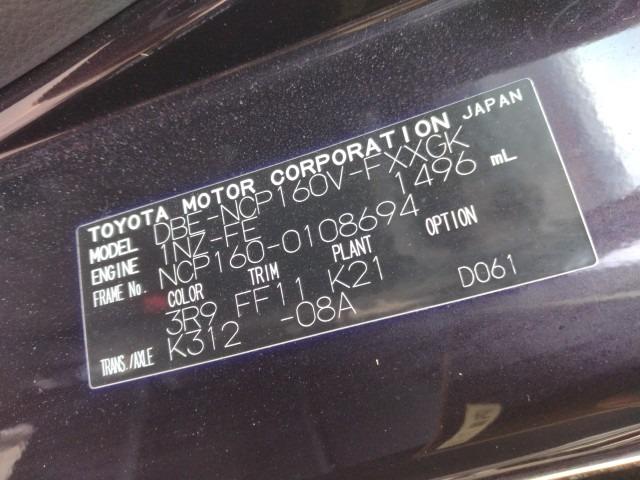 TOYOTA MOTOR CORPORATION JAPAN
MODEL DBE-NCP160V-FXXGK
ENGINE 1NZ-FE 1496 mL
FRAME No. NCP160-0108694
COLOR TRIM PLANT OPTION
3R9 FF11 K21 D061
TRANS./AXLE K312 -08A